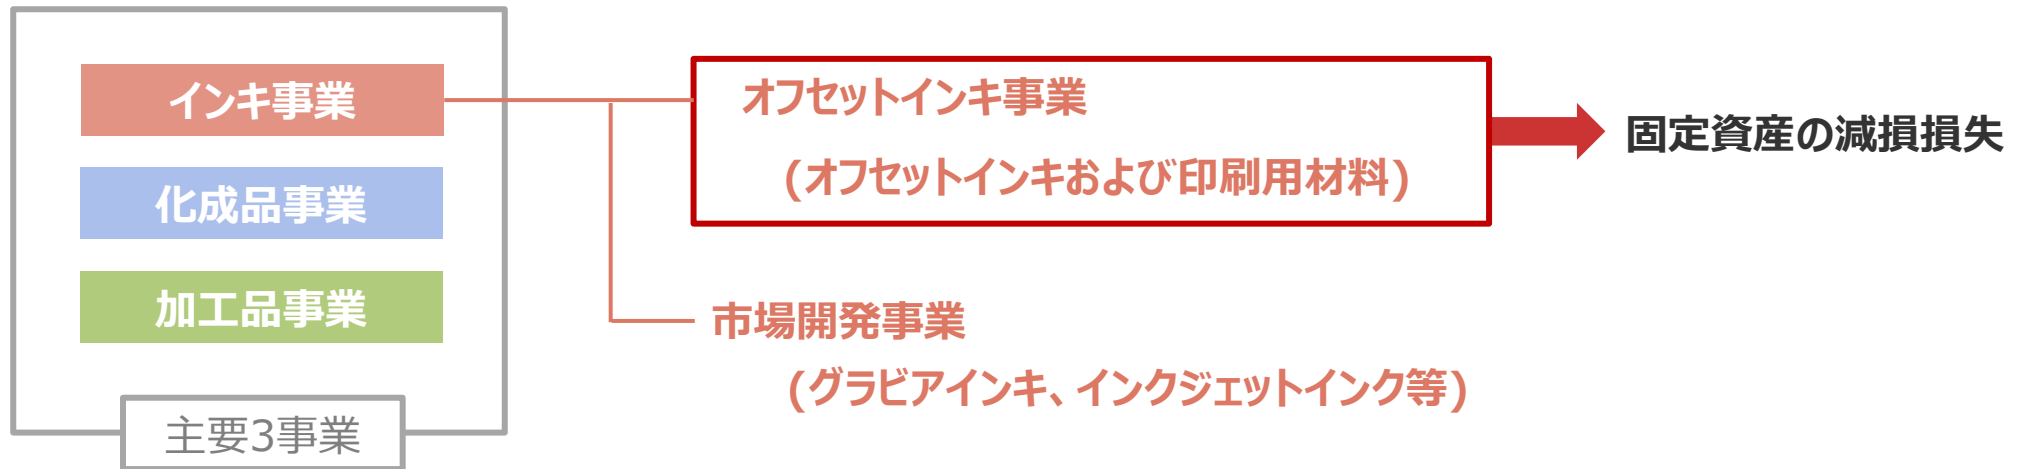 インキ事業
化成品事業
加工品事業
主要3事業
オフセットインキ事業
(オフセットインキおよび印刷用材料)
市場開発事業
(グラビアインキ、インクジェットインク等)
固定資産の減損損失